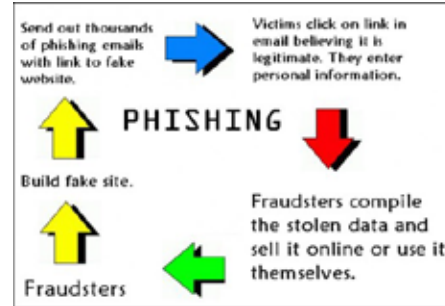 Send out thousands
of phishing emails
with link to fake
website.
Victims click on link in
email believing it is
legitimate. They enter
personal information.
PHISHING
Build fake site.
Fraudsters compile
the stolen data and
sell it online or use it
themselves.
Fraudsters